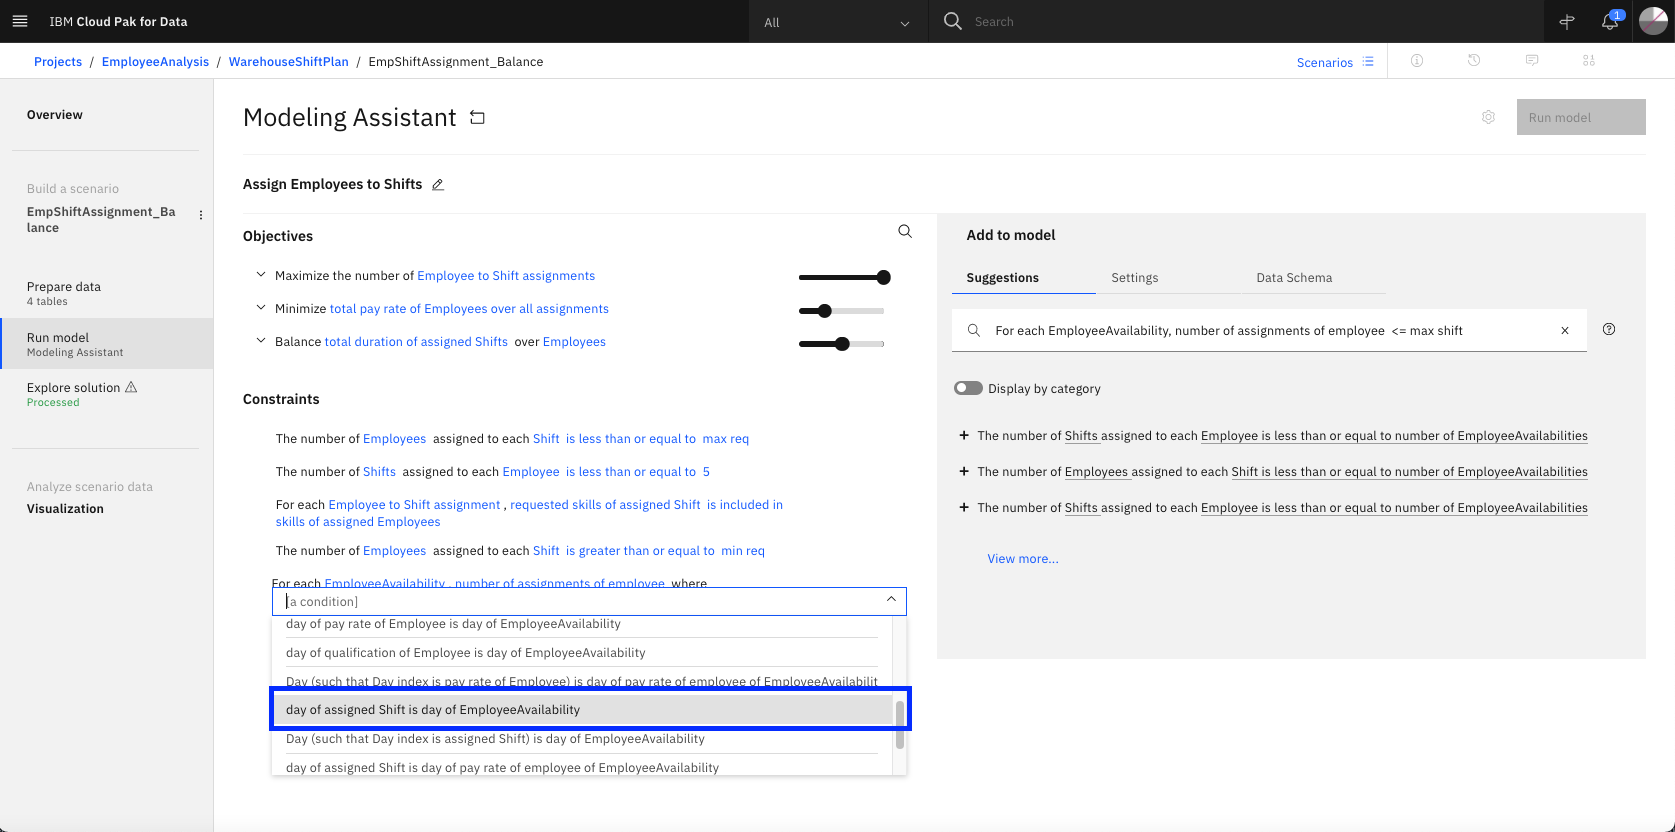 IBM Cloud Pak for Data
All
Search
1
Projects / EmployeeAnalysis / WarehouseShiftPlan / EmpShiftAssignment_Balance
Scenarios
Overview
Build a scenario
EmpShiftAssignment_Ba
lance
Prepare data
4 tables
Run model
Modeling Assistant
Explore solution
Processed
Analyze scenario data
Visualization
Modeling Assistant
Run model
Assign Employees to Shifts
Objectives
Maximize the number of Employee to Shift assignments
Minimize total pay rate of Employees over all assignments
Balance total duration of assigned Shifts over Employees
Constraints
The number of Employees assigned to each Shift is less than or equal to max req
The number of Shifts assigned to each Employee is less than or equal to 5
For each Employee to Shift assignment , requested skills of assigned Shift is included in
skills of assigned Employees
The number of Employees assigned to each Shift is greater than or equal to min req
For each EmployeeAvailability , number of assignments of employee where
[a condition]
day of pay rate of Employee is day of EmployeeAvailability
day of qualification of Employee is day of EmployeeAvailability
Day (such that Day index is pay rate of Employee) is day of pay rate of employee of EmployeeAvailabilit
day of assigned Shift is day of EmployeeAvailability
Day (such that Day index is assigned Shift) is day of EmployeeAvailability
day of assigned Shift is day of pay rate of employee of EmployeeAvailability
Add to model
Suggestions
Settings
Data Schema
For each EmployeeAvailability, number of assignments of employee <= max shift
Display by category
The number of Shifts assigned to each Employee is less than or equal to number of EmployeeAvailabilities
The number of Employees assigned to each Shift is less than or equal to number of EmployeeAvailabilities
The number of Shifts assigned to each Employee is less than or equal to number of EmployeeAvailabilities
View more...